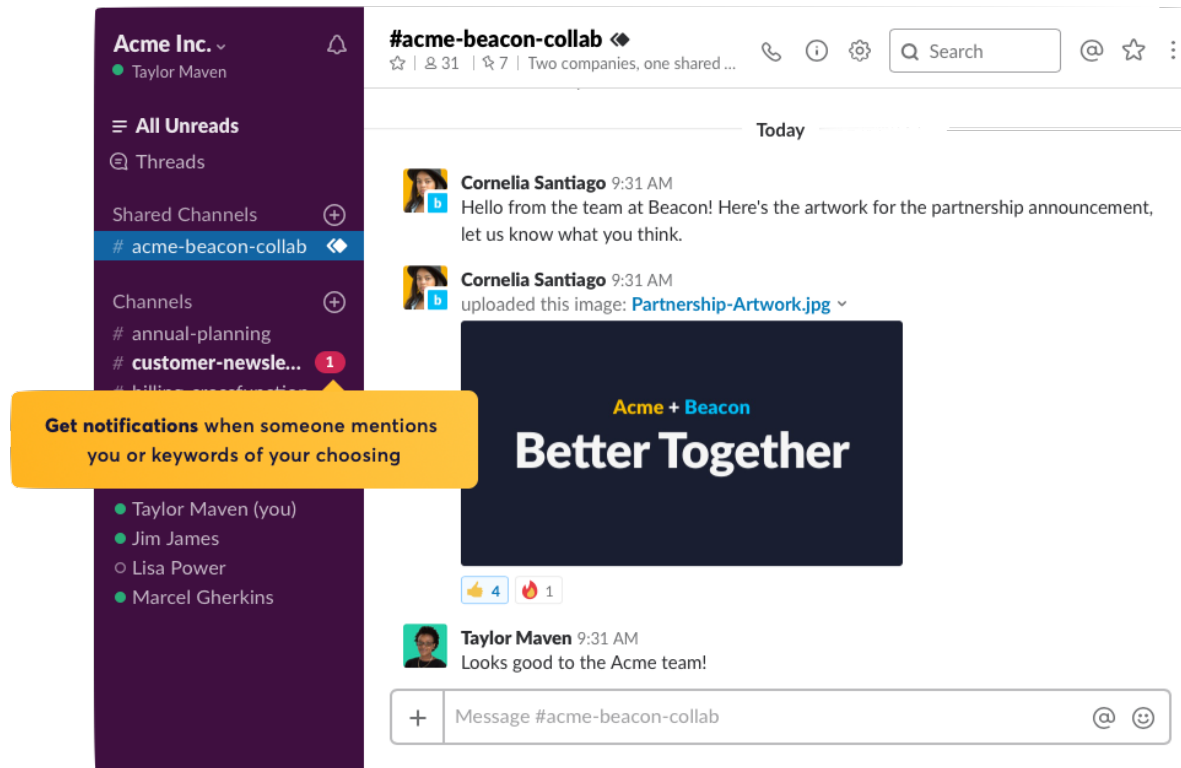 Acme Inc.
Taylor Maven
All Unreads
Threads
Shared Channels
# acme-beacon-collab
Channels
# annual-planning
# customer-newsle... 1
# billing-crossfunction
Get notifications when someone mentions
you or keywords of your choosing
Taylor Maven (you)
Jim James
Lisa Power
Marcel Gherkins
#acme-beacon-collab
31 | 7 | Two companies, one shared ...
Search
Today
Cornelia Santiago 9:31 AM
Hello from the team at Beacon! Here's the artwork for the partnership announcement,
let us know what you think.
b
Cornelia Santiago 9:31 AM
uploaded this image: Partnership-Artwork.jpg
b
Acme + Beacon
Better Together
4 1
Taylor Maven 9:31 AM
Looks good to the Acme team!
+ Message #acme-beacon-collab @